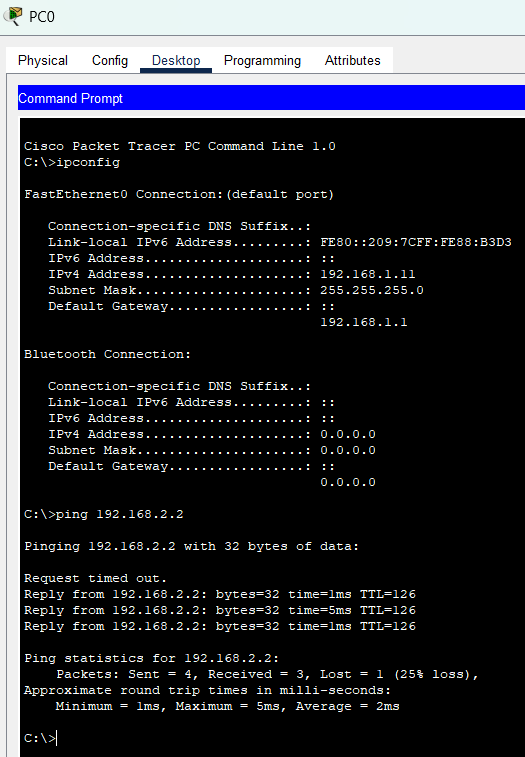 PC0
Physical Config Desktop Programming Attributes
Command Prompt
Cisco Packet Tracer PC Command Line 1.0
C:\>ipconfig
FastEthernet0 Connection:(default port)
Connection-specific DNS Suffix..:
Link-local IPv6 Address.........: FE80::209:7CFF:FE88:B3D3
IPv6 Address....................: ::
IPv4 Address....................: 192.168.1.11
Subnet Mask.....................: 255.255.255.0
Default Gateway.................: ::
192.168.1.1
Bluetooth Connection:
Connection-specific DNS Suffix..:
Link-local IPv6 Address.........: ::
IPv6 Address....................: ::
IPv4 Address....................: 0.0.0.0
Subnet Mask.....................: 0.0.0.0
Default Gateway.................: ::
0.0.0.0
C:\>ping 192.168.2.2
Pinging 192.168.2.2 with 32 bytes of data:
Request timed out.
Reply from 192.168.2.2: bytes=32 time=1ms TTL=126
Reply from 192.168.2.2: bytes=32 time=5ms TTL=126
Reply from 192.168.2.2: bytes=32 time=1ms TTL=126
Ping statistics for 192.168.2.2:
Packets: Sent = 4, Received = 3, Lost = 1 (25% loss),
Approximate round trip times in milli-seconds:
Minimum = 1ms, Maximum = 5ms, Average = 2ms
C:\>